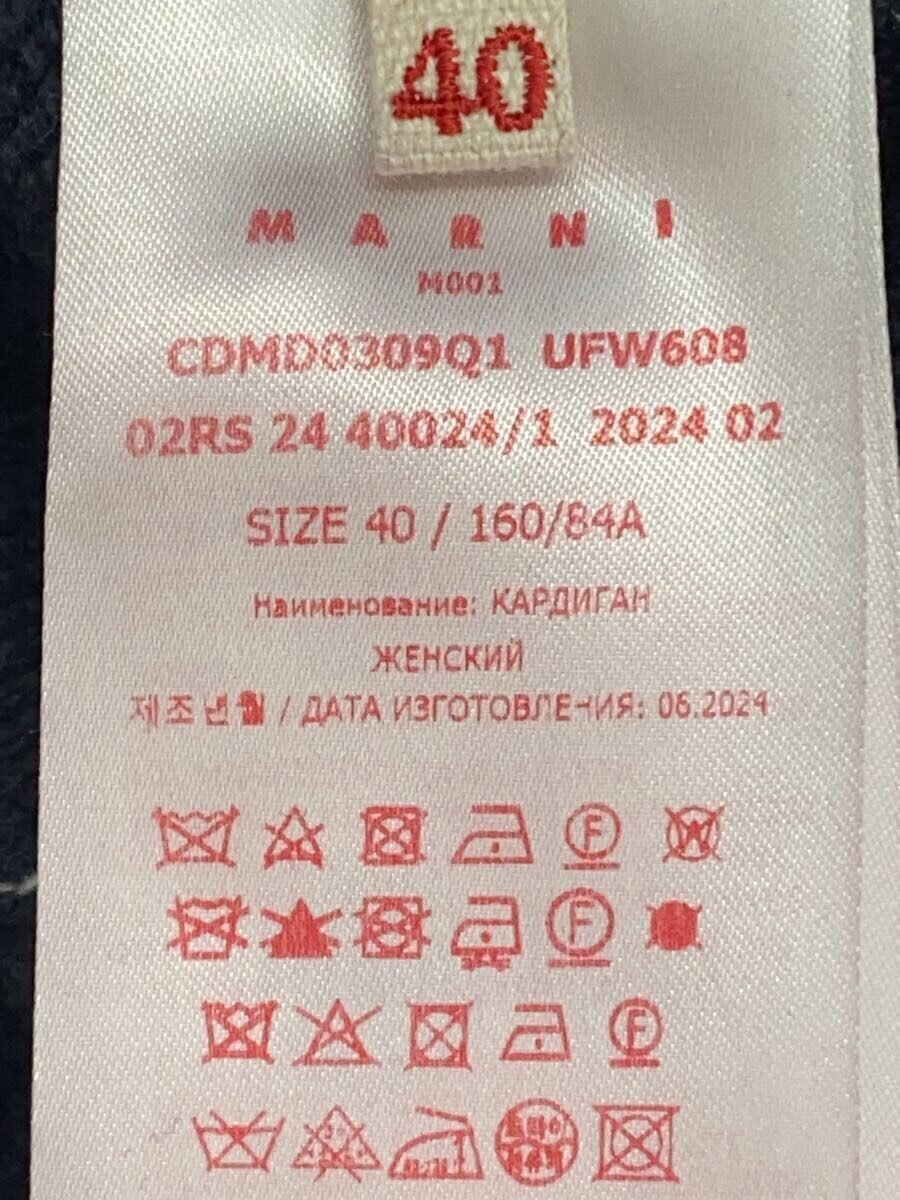 40
MARNI
M001
CDMD0309Q1 UFW608
02RS 24 40024/1 2024 02
SIZE 40 / 160/84A
Наименование: КАРДИГАН
ЖЕНСКИЙ
제조년월 / ДАТА ИЗГОТОВЛЕНИЯ: 06.2024
F W
F
F